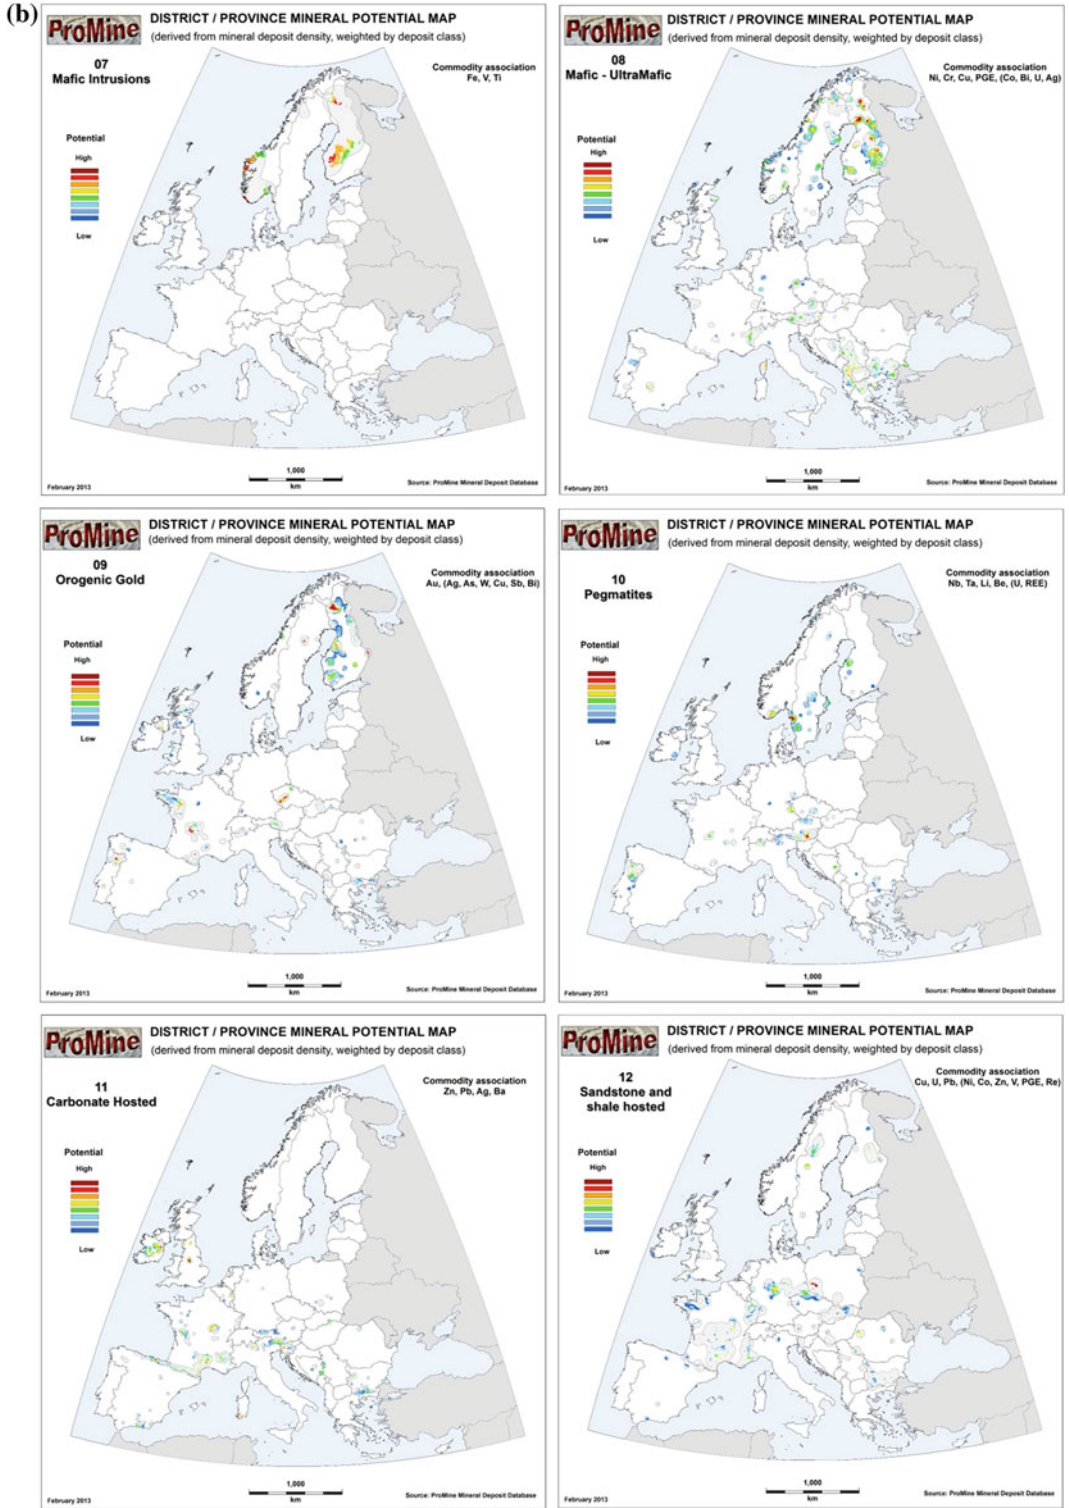 (b)
ProMine
DISTRICT / PROVINCE MINERAL POTENTIAL MAP
(derived from mineral deposit density, weighted by deposit class)
07
Mafic Intrusions
Commodity association
Fe, V, Ti
Potential
High
Low
1,000
km
February 2013
Source: ProMine Mineral Deposit Database
ProMine
DISTRICT / PROVINCE MINERAL POTENTIAL MAP
(derived from mineral deposit density, weighted by deposit class)
08
Mafic - UltraMafic
Commodity association
Ni, Cr, Cu, PGE, (Co, Bi, U, Ag)
Potential
High
Low
1,000
km
February 2013
Source: ProMine Mineral Deposit Database
ProMine
DISTRICT / PROVINCE MINERAL POTENTIAL MAP
(derived from mineral deposit density, weighted by deposit class)
09
Orogenic Gold
Commodity association
Au, (Ag, As, W, Cu, Sb, Bi)
Potential
High
Low
1,000
km
February 2013
Source: ProMine Mineral Deposit Database
ProMine
DISTRICT / PROVINCE MINERAL POTENTIAL MAP
(derived from mineral deposit density, weighted by deposit class)
10
Pegmatites
Commodity association
Nb, Ta, Li, Be, (U, REE)
Potential
High
Low
1,000
km
February 2013
Source: ProMine Mineral Deposit Database
ProMine
DISTRICT / PROVINCE MINERAL POTENTIAL MAP
(derived from mineral deposit density, weighted by deposit class)
11
Carbonate Hosted
Commodity association
Zn, Pb, Ag, Ba
Potential
High
Low
1,000
km
February 2013
Source: ProMine Mineral Deposit Database
ProMine
DISTRICT / PROVINCE MINERAL POTENTIAL MAP
(derived from mineral deposit density, weighted by deposit class)
12
Sandstone and
shale hosted
Commodity association
Cu, U, Pb, (Ni, Co, Zn, V, PGE, Re)
Potential
High
Low
1,000
km
February 2013
Source: ProMine Mineral Deposit Database